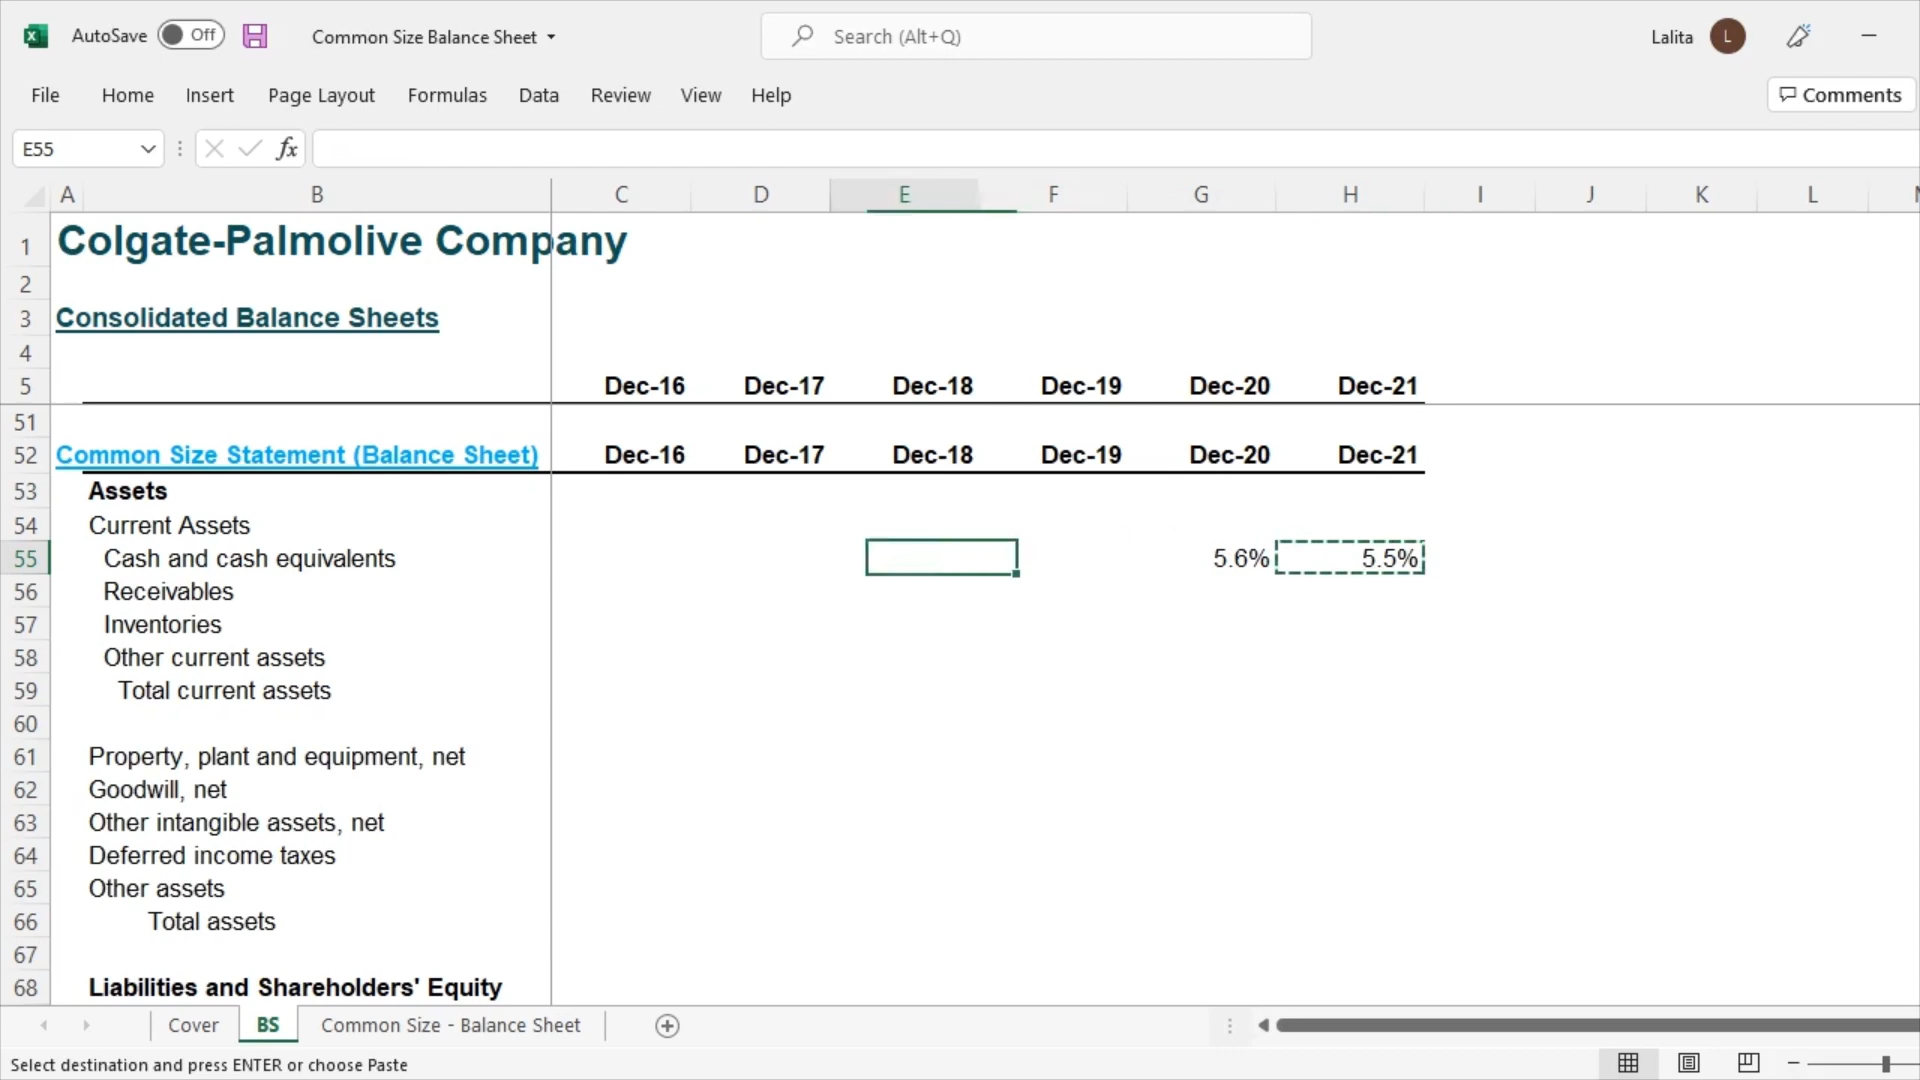 AutoSave Off Common Size Balance Sheet Search (Alt+Q) Lalita L
File Home Insert Page Layout Formulas Data Review View Help Comments
E55 fx
A B C D E F G H I J K L
1 Colgate-Palmolive Company
2
3 Consolidated Balance Sheets
4
5 Dec-16 Dec-17 Dec-18 Dec-19 Dec-20 Dec-21
51
52 Common Size Statement (Balance Sheet) Dec-16 Dec-17 Dec-18 Dec-19 Dec-20 Dec-21
53 Assets
54 Current Assets
55 Cash and cash equivalents 5.6% 5.5%
56 Receivables
57 Inventories
58 Other current assets
59 Total current assets
60
61 Property, plant and equipment, net
62 Goodwill, net
63 Other intangible assets, net
64 Deferred income taxes
65 Other assets
66 Total assets
67
68 Liabilities and Shareholders' Equity
Cover BS Common Size - Balance Sheet
Select destination and press ENTER or choose Paste